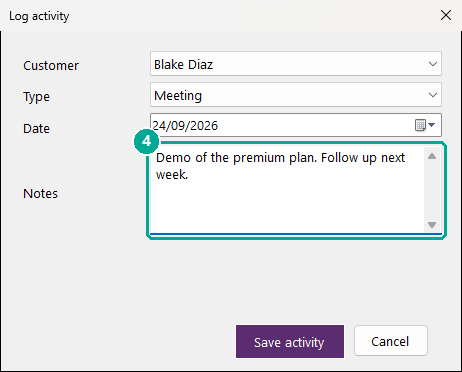 Log activity
Customer
Blake Diaz
Type
Meeting
Date
24/09/2026
4
Notes
Demo of the premium plan. Follow up next
week.
Save activity
Cancel